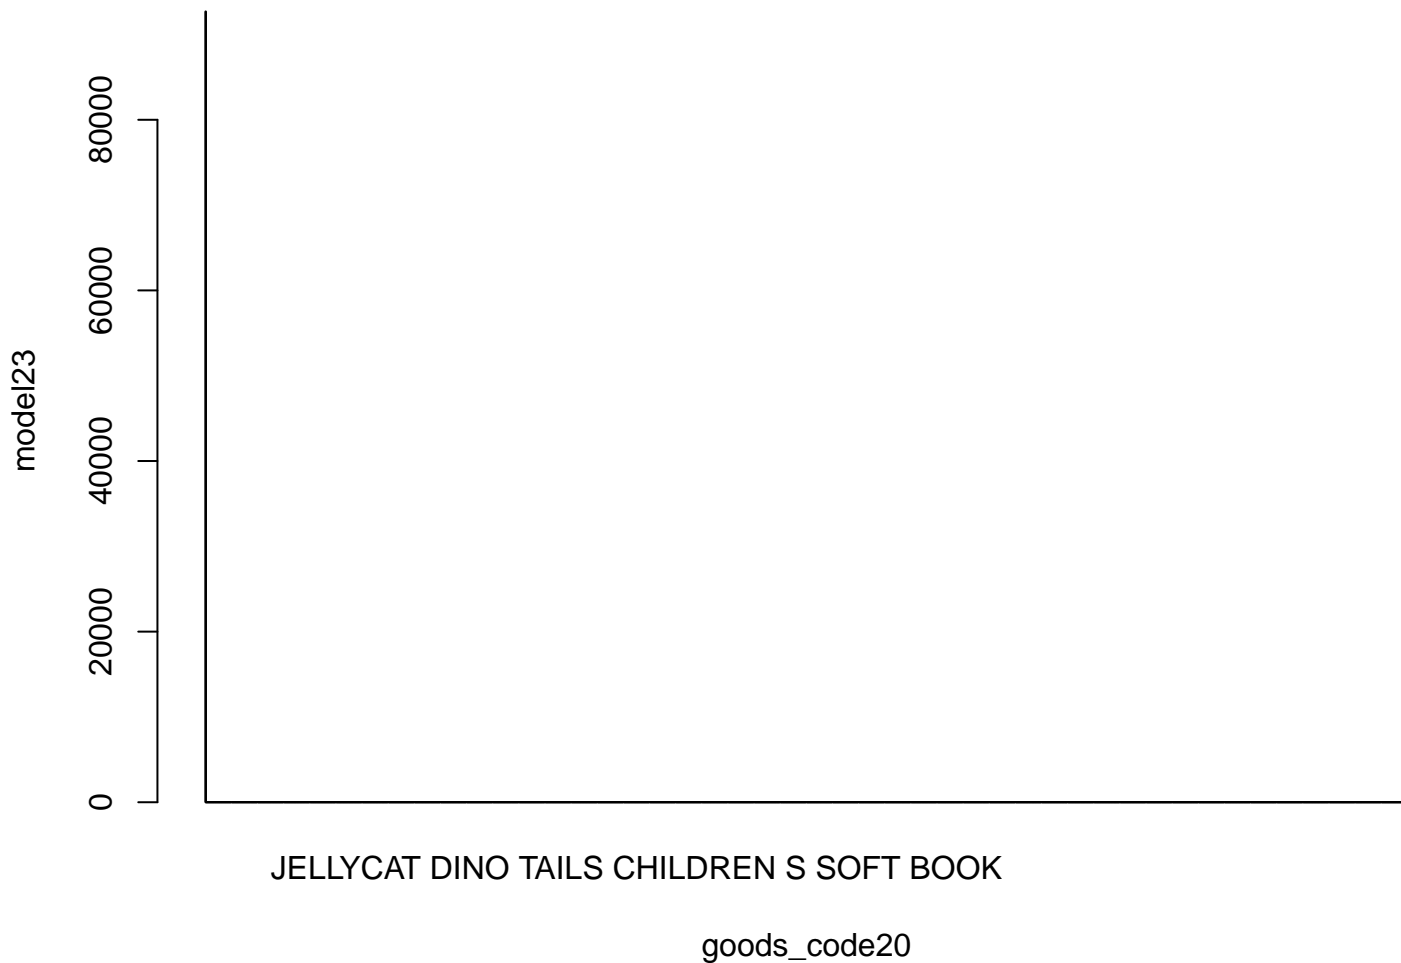 80000
60000
40000
20000
0
model23
JELLYCAT DINO TAILS CHILDREN S SOFT BOOK
goods_code20